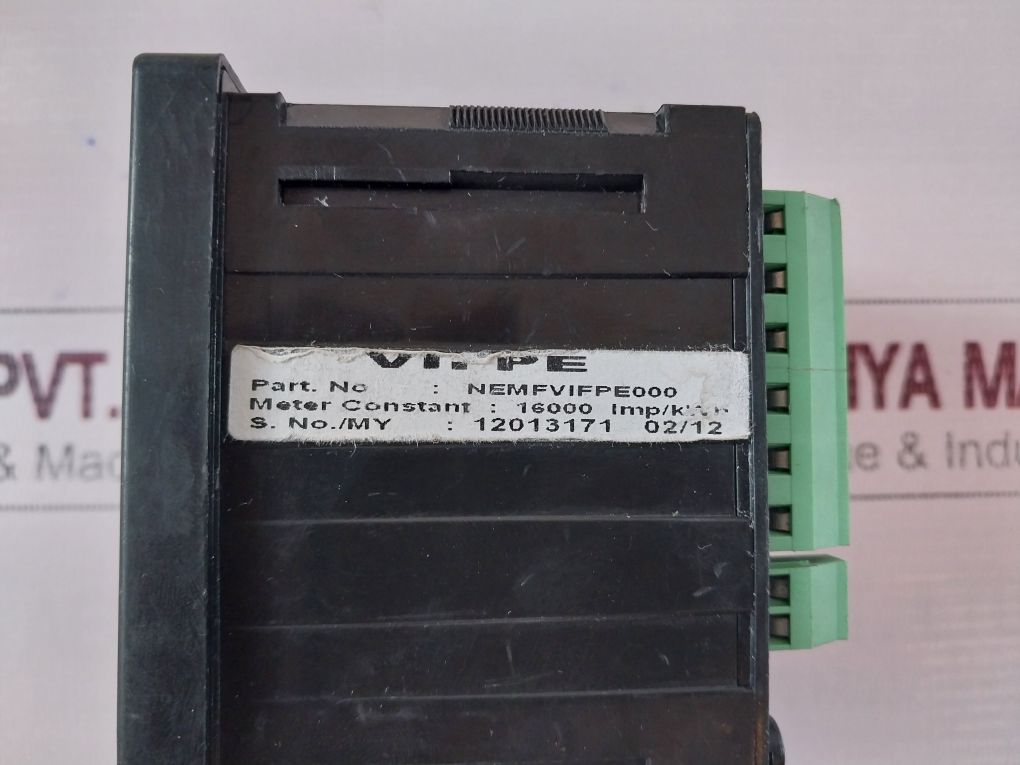 VIFPE
Part. No : NEMFVIFPE000
Meter Constant : 16000 Imp/kWh
S. No./MY : 12013171 02/12
PVT.
IYA MA
& Mac
e & Indu